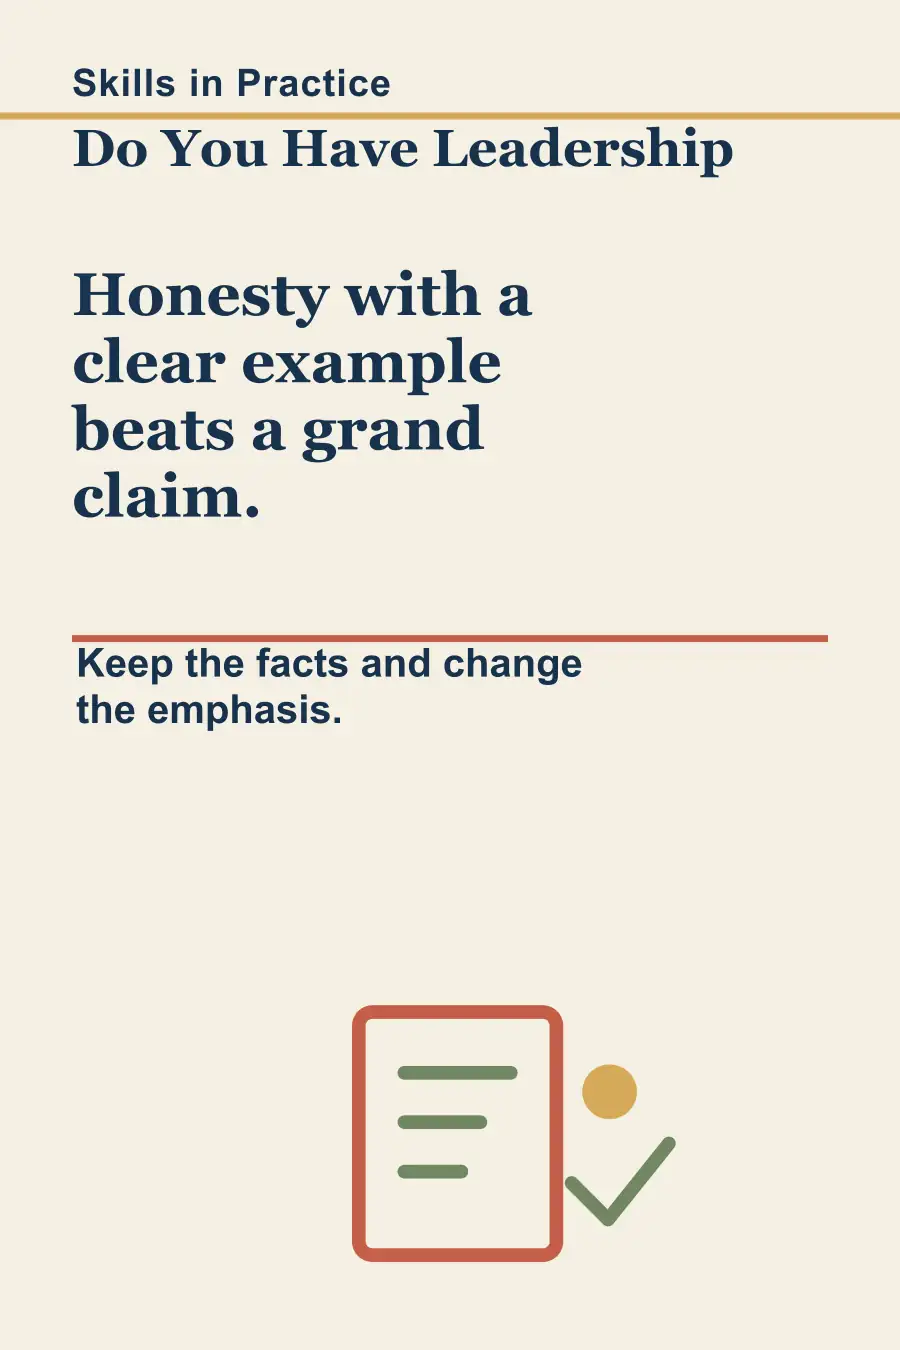 Skills in Practice
Do You Have Leadership
Honesty with a
clear example
beats a grand
claim.
Keep the facts and change
the emphasis.